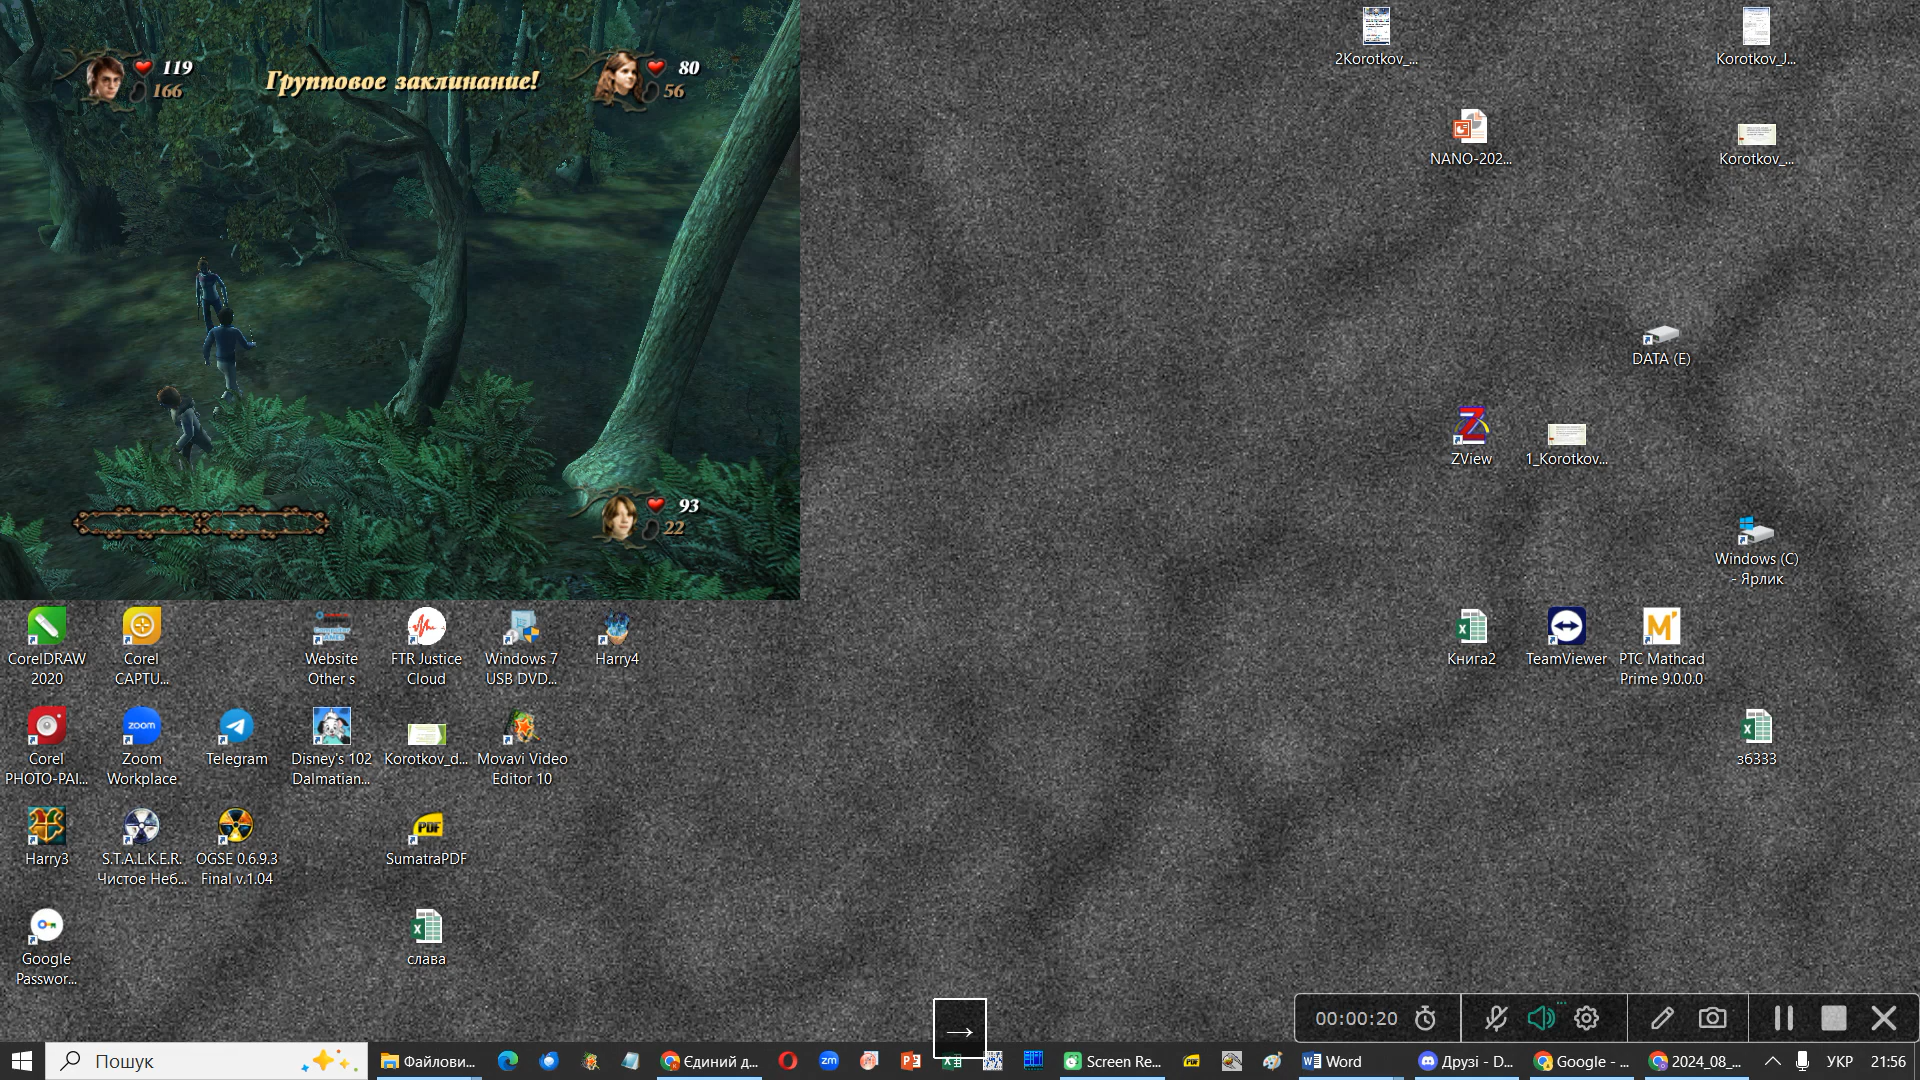 119
166
Групповое заклинание!
80
56
93
22
2Korotkov_...
Korotkov_J...
NANO-202...
Korotkov_...
DATA (E)
ZView
1_Korotkov...
Windows (C)
- Ярлик
CorelDRAW
2020
Corel
CAPTU...
Website
Other s
FTR Justice
Cloud
Windows 7
USB DVD...
Harry4
Книга2
TeamViewer
PTC Mathcad
Prime 9.0.0.0
Corel
PHOTO-PAI...
zoom
Zoom
Workplace
Telegram
Disney's 102
Dalmatian...
Korotkov_d...
Movavi Video
Editor 10
з6333
Harry3
S.T.A.L.K.E.R.
Чистое Неб...
OGSE 0.6.9.3
Final v.1.04
PDF
SumatraPDF
Google
Passwor...
слава
→
00:00:20
Пошук
Файлови...
Єдиний д...
zm
Screen Re...
PDF
Word
Друзі - D...
Google - ...
2024_08_...
УКР
21:56